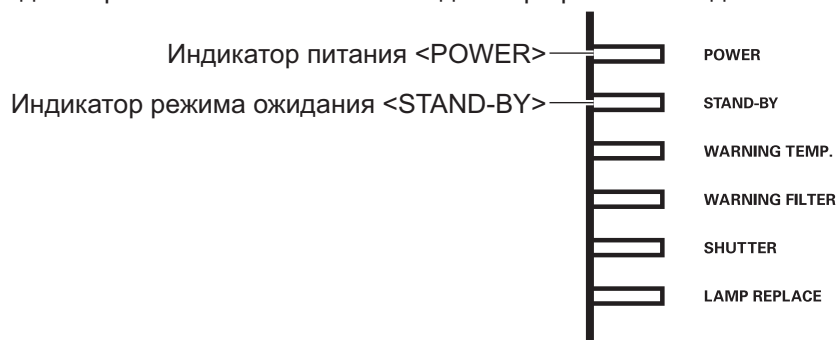 Индикатор питания <POWER>
POWER
Индикатор режима ожидания <STAND-BY>
STAND-BY
WARNING TEMP.
WARNING FILTER
SHUTTER
LAMP REPLACE